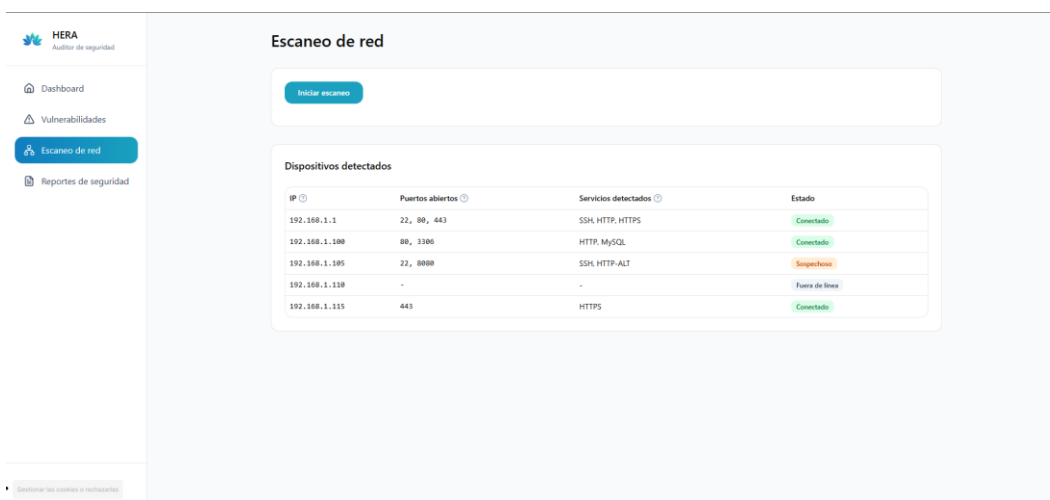 HERA
Auditor de seguridad
Dashboard
Vulnerabilidades
Escaneo de red
Reportes de seguridad
Gestionar las cookies o rechazarlas
Escaneo de red
Iniciar escaneo
Dispositivos detectados
IP Puertos abiertos Servicios detectados Estado
192.168.1.1 22, 80, 443 SSH, HTTP, HTTPS Conectado
192.168.1.100 80, 3306 HTTP, MySQL Conectado
192.168.1.105 22, 8080 SSH, HTTP-ALT Sospechoso
192.168.1.110 - - Fuera de línea
192.168.1.115 443 HTTPS Conectado